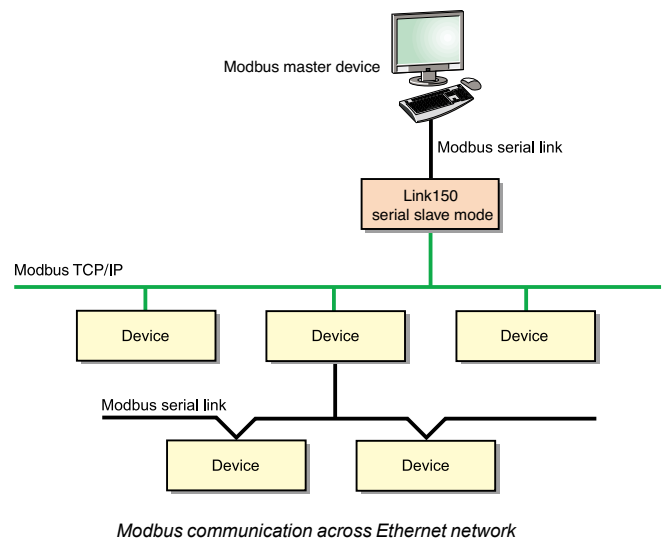 Modbus master device
Modbus serial link
Link150
serial slave mode
Modbus TCP/IP
Device
Device
Device
Modbus serial link
Device
Device
Modbus communication across Ethernet network